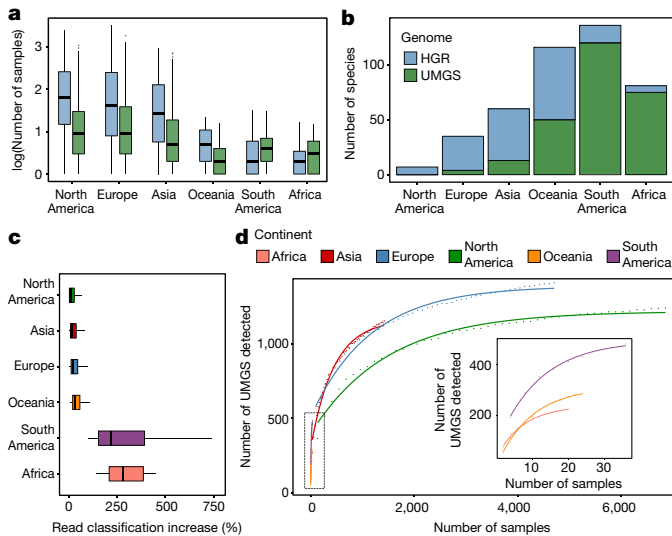 a
log(Number of samples)
3
2
1
0
North
America
Europe
Asia
Oceania
South
America
Africa
b
Number of species
100
50
0
Genome
HGR
UMGS
North
America
Europe
Asia
Oceania
South
America
Africa
c
North
America
Asia
Europe
Oceania
South
America
Africa
0
250
500
750
Read classification increase (%)
d
Continent
Africa
Asia
Europe
North
America
Oceania
South
America
Number of UMGS detected
1,000
500
0
0
2,000
4,000
6,000
Number of samples
Number of
UMGS detected
400
200
10
20
30
Number of samples